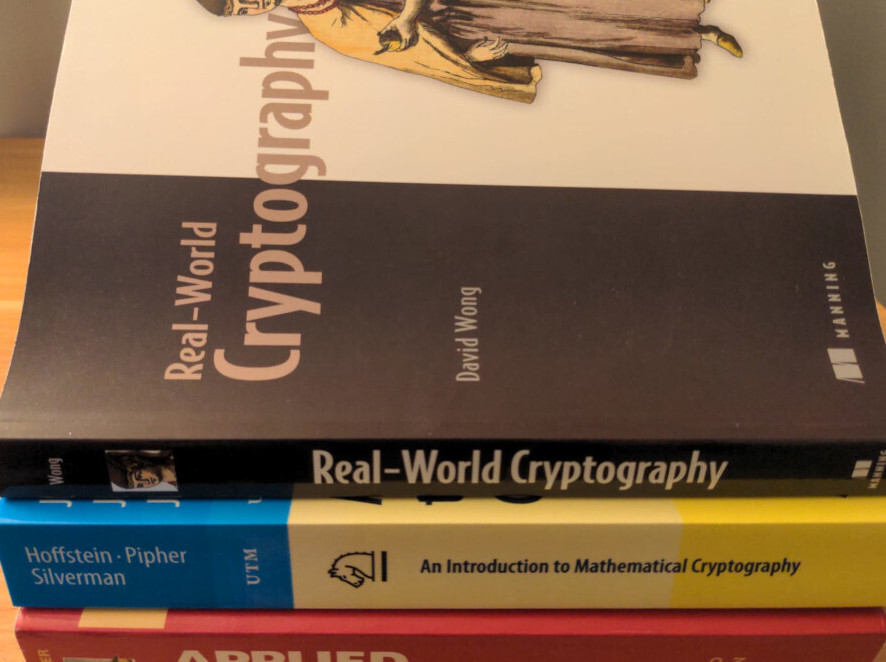 Real-World
Cryptography
David Wong
MANNING
Wong
Real-World Cryptography
MANNING
Hoffstein · Pipher
Silverman
UTM
An Introduction to Mathematical Cryptography
APPLIED